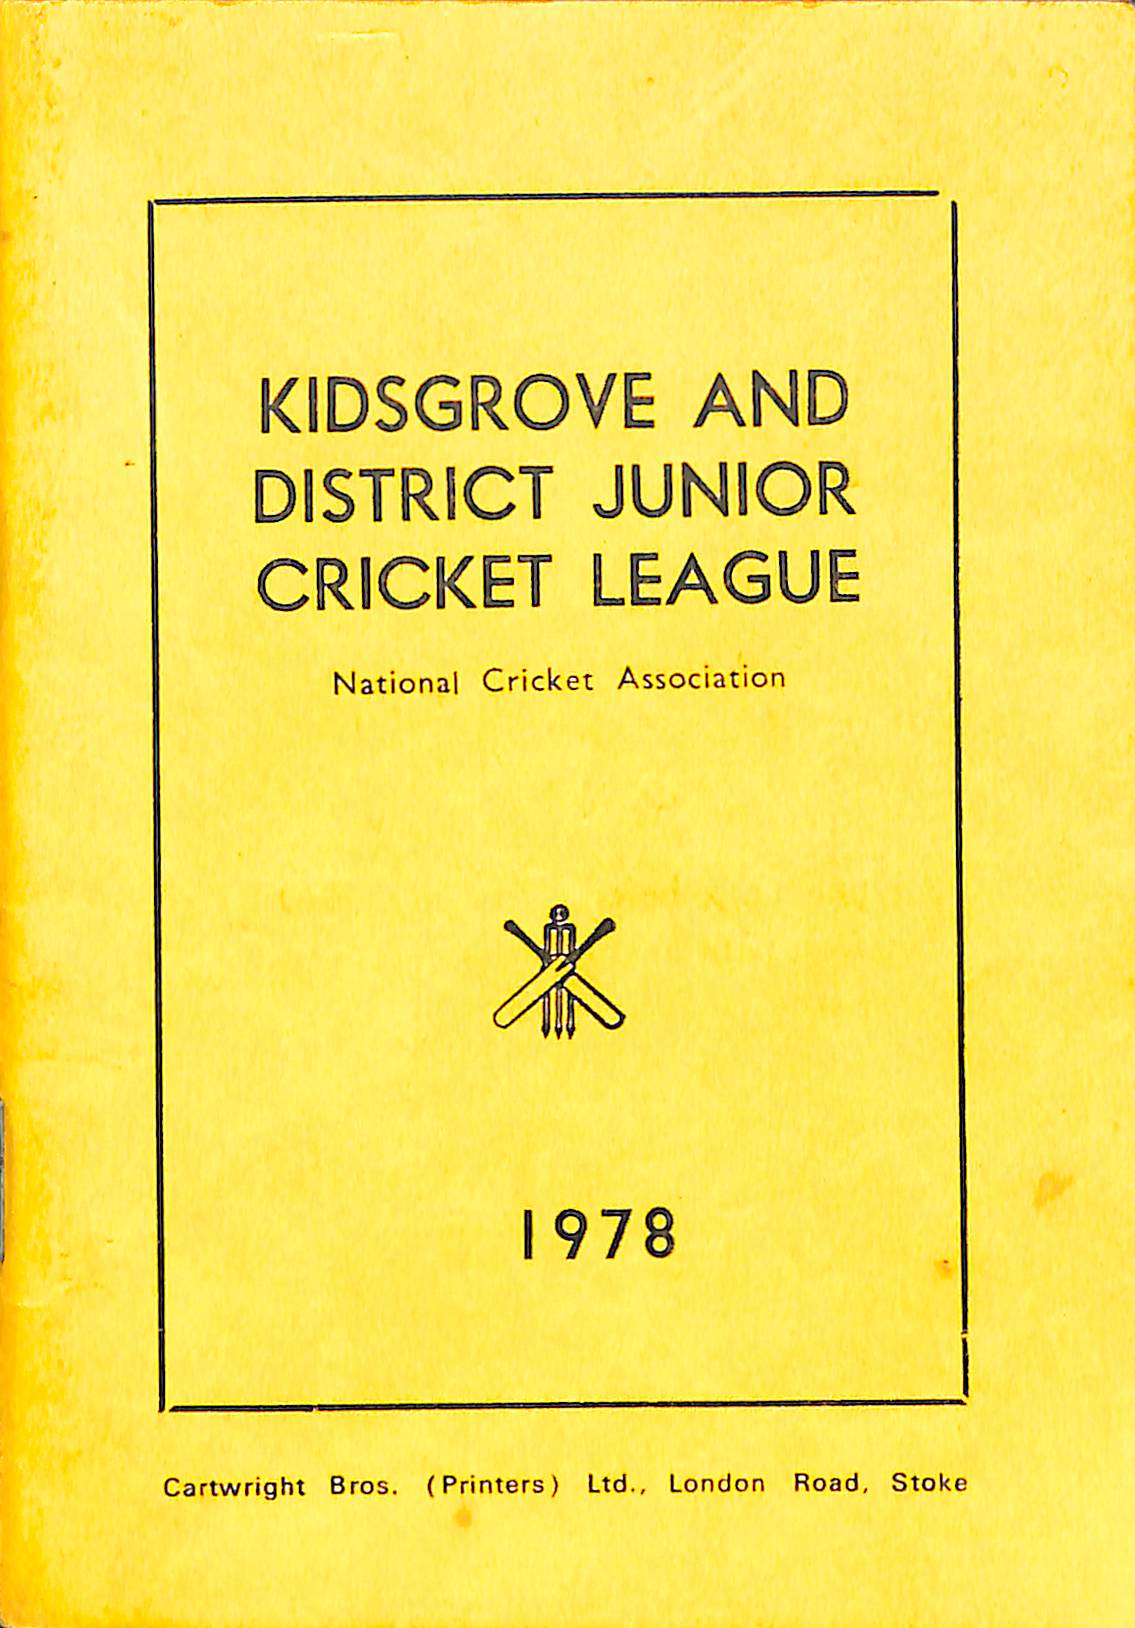 KIDSGROVE AND
DISTRICT JUNIOR
CRICKET LEAGUE
National Cricket Association
1978
Cartwright Bros. (Printers) Ltd., London Road, Stoke